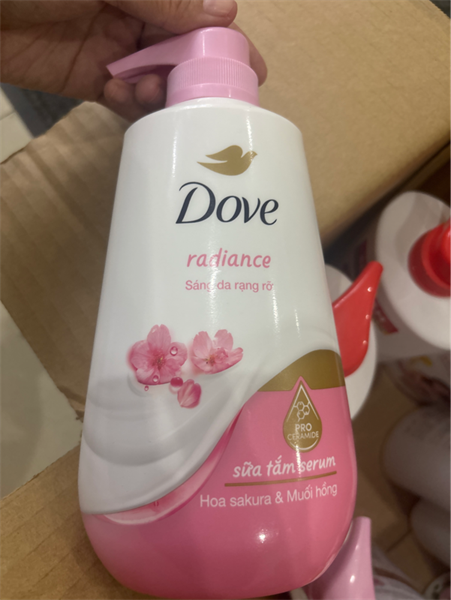 Dove
radiance
Sáng da rạng rỡ
PRO
CERAMIDE
sữa tắm serum
Hoa sakura & Muối hồng